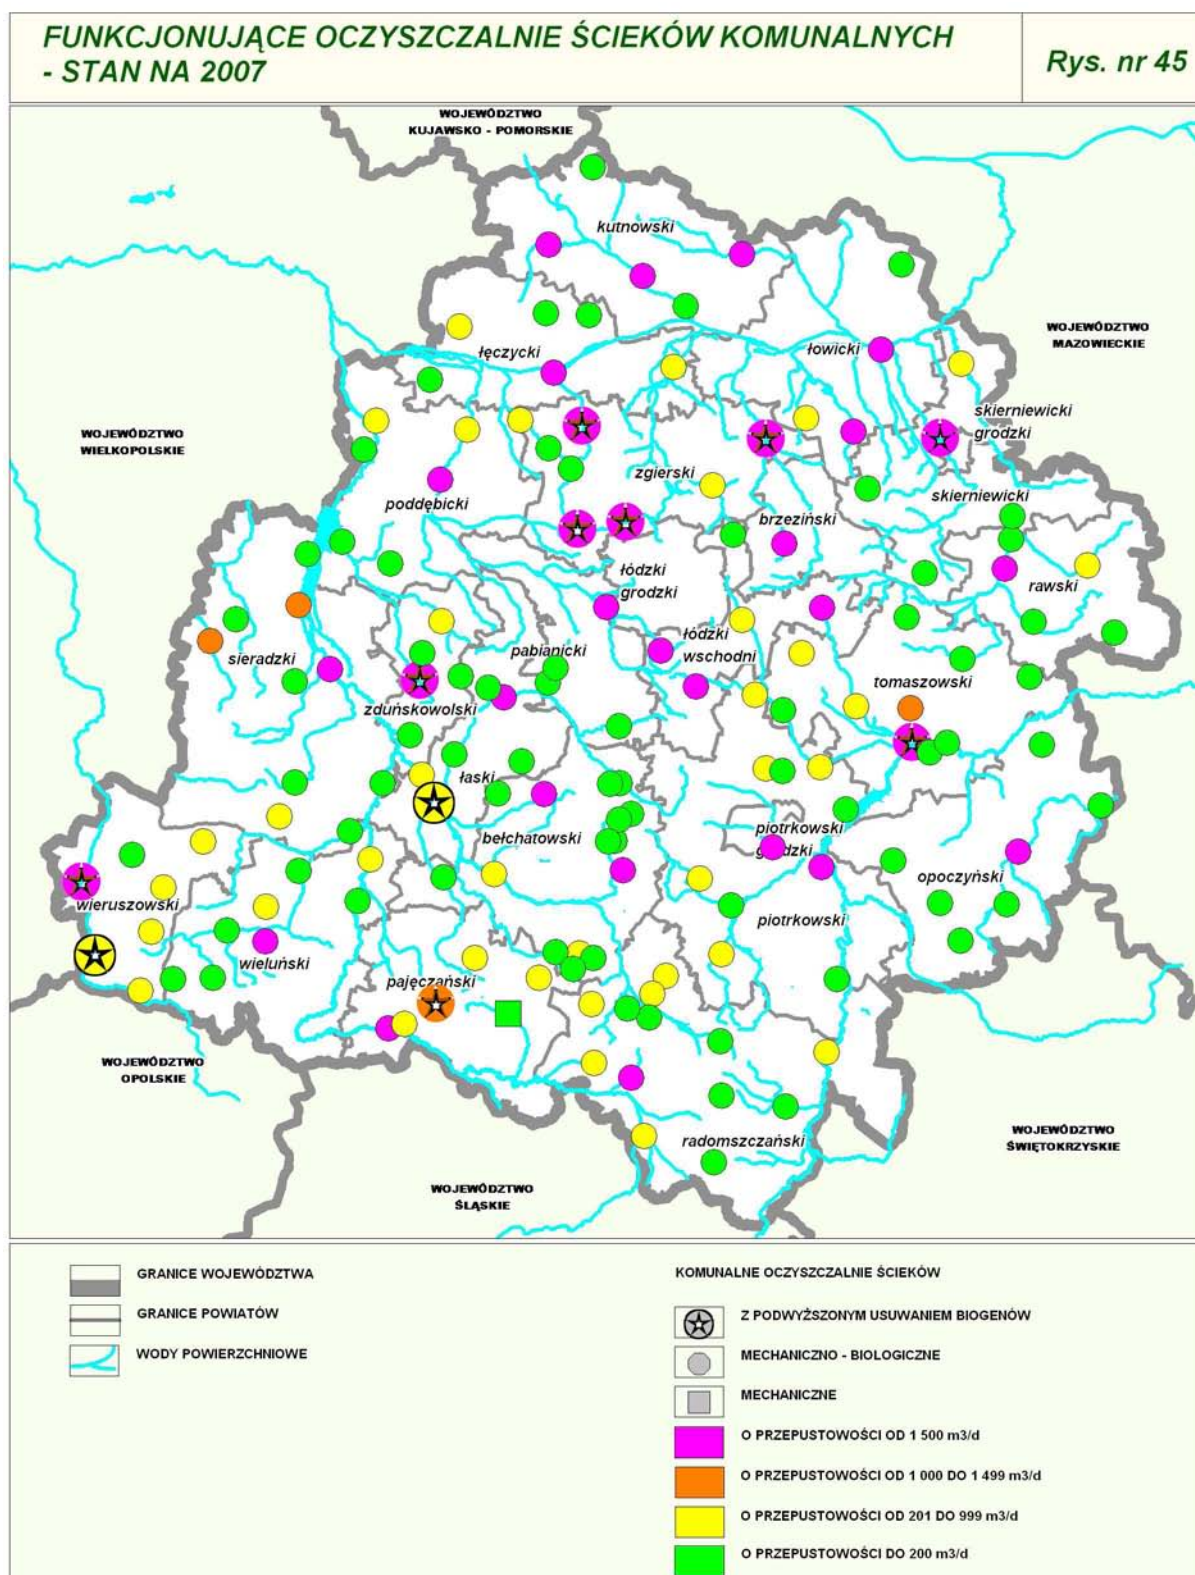 FUNKCJONUJĄCE OCZYSZCZALNIE ŚCIEKÓW KOMUNALNYCH
- STAN NA 2007
Rys. nr 45
WOJEWÓDZTWO
KUJAWSKO - POMORSKIE
kutnowski
WOJEWÓDZTWO
MAZOWIECKIE
łęczycki
łowicki
WOJEWÓDZTWO
WIELKOPOLSKIE
skierniewicki
grodzki
zgierski
poddębicki
skierniewicki
brzeziński
łódzki
grodzki
rawski
sieradzki
pabianicki
łódzki
wschodni
tomaszowski
zduńskowolski
łaski
bełchatowski
piotrkowski
grodzki
opoczyński
wieruszowski
piotrkowski
wieluński
pajęczański
WOJEWÓDZTWO
OPOLSKIE
radomszczański
WOJEWÓDZTWO
ŚWIĘTOKRZYSKIE
WOJEWÓDZTWO
ŚLĄSKIE
GRANICE WOJEWÓDZTWA
GRANICE POWIATÓW
WODY POWIERZCHNIOWE
KOMUNALNE OCZYSZCZALNIE ŚCIEKÓW
Z PODWYŻSZONYM USUWANIEM BIOGENÓW
MECHANICZNO - BIOLOGICZNE
MECHANICZNE
O PRZEPUSTOWOŚCI OD 1 500 m3/d
O PRZEPUSTOWOŚCI OD 1 000 DO 1 499 m3/d
O PRZEPUSTOWOŚCI OD 201 DO 999 m3/d
O PRZEPUSTOWOŚCI DO 200 m3/d